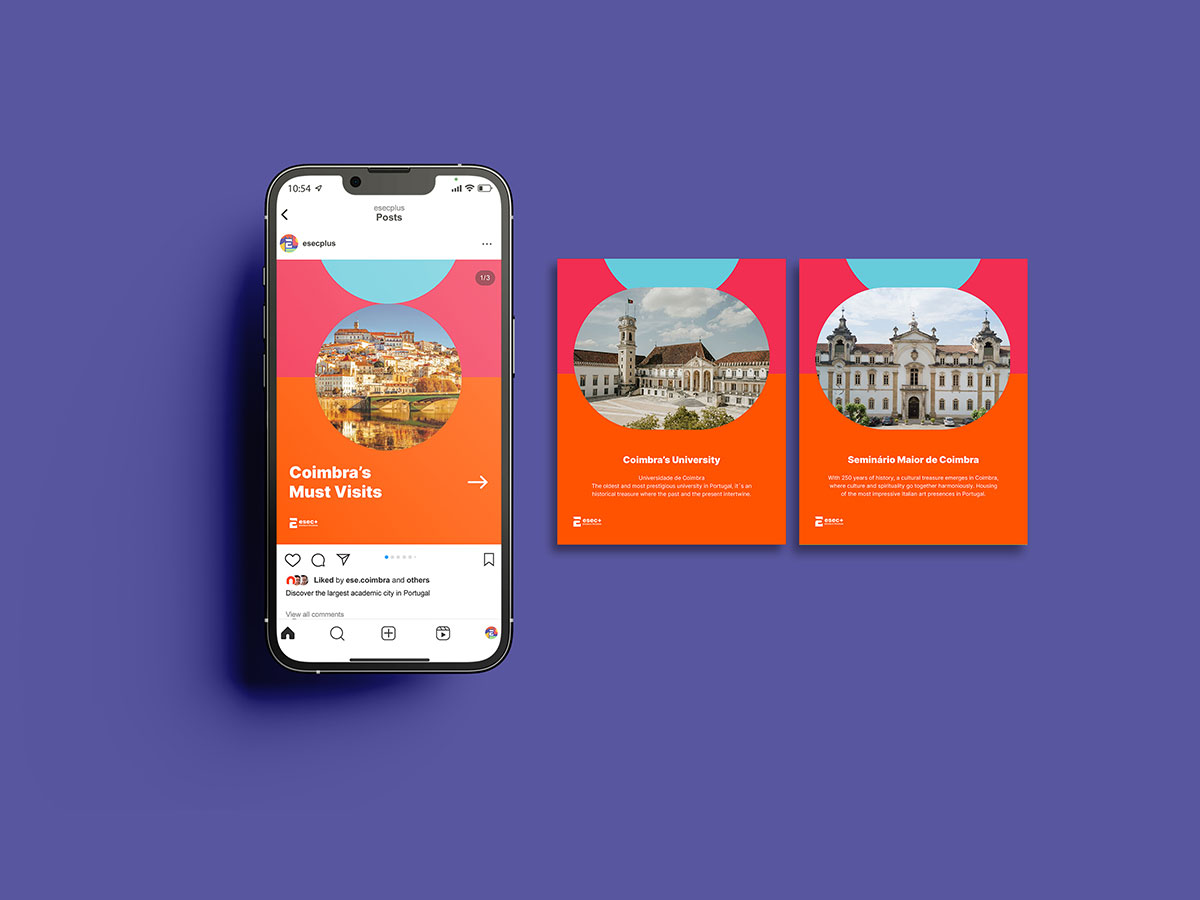 10:54
esecplus
Posts
esecplus
1/3
Coimbra's
Must Visits
esec+
Liked by ese.coimbra and others
Discover the largest academic city in Portugal
View all comments
Coimbra's University
Universidade de Coimbra
The oldest and most prestigious university in Portugal, it´s an
historical treasure where the past and the present intertwine.
esec+
Seminário Maior de Coimbra
With 250 years of history, a cultural treasure emerges in Coimbra,
where culture and spirituality go together harmoniously. Housing
of the most impressive italian art presences in Portugal.
esec+